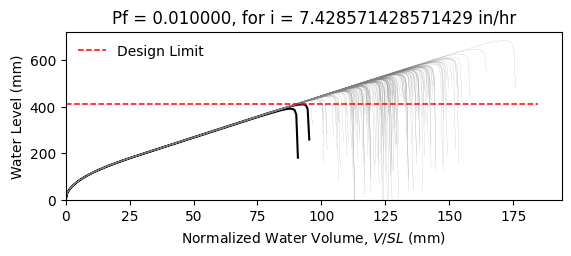 Pf = 0.010000, for i = 7.428571428571429 in/hr
Water Level (mm)
600
400
200
0
Design Limit
0 25 50 75 100 125 150 175
Normalized Water Volume, V/SL (mm)